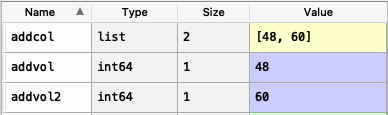 Name ▲ Type Size Value
addcol list 2 [48, 60]
addvol int64 1 48
addvol2 int64 1 60